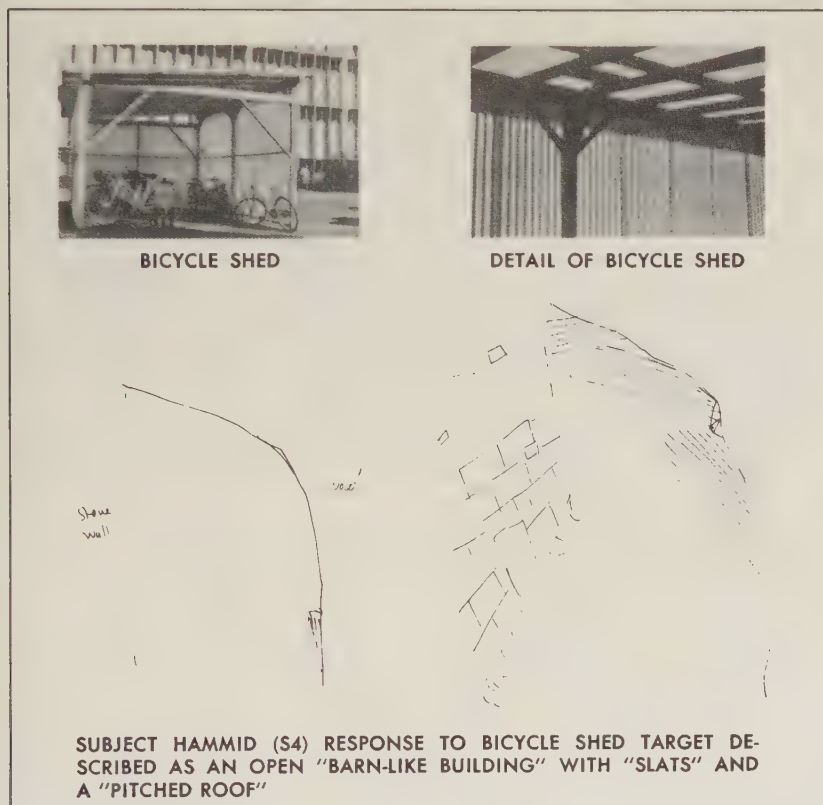 BICYCLE SHED
DETAIL OF BICYCLE SHED
Stone
wall
SUBJECT HAMMID (S4) RESPONSE TO BICYCLE SHED TARGET DE-
SCRIBED AS AN OPEN "BARN-LIKE BUILDING" WITH "SLATS" AND
A "PITCHED ROOF"